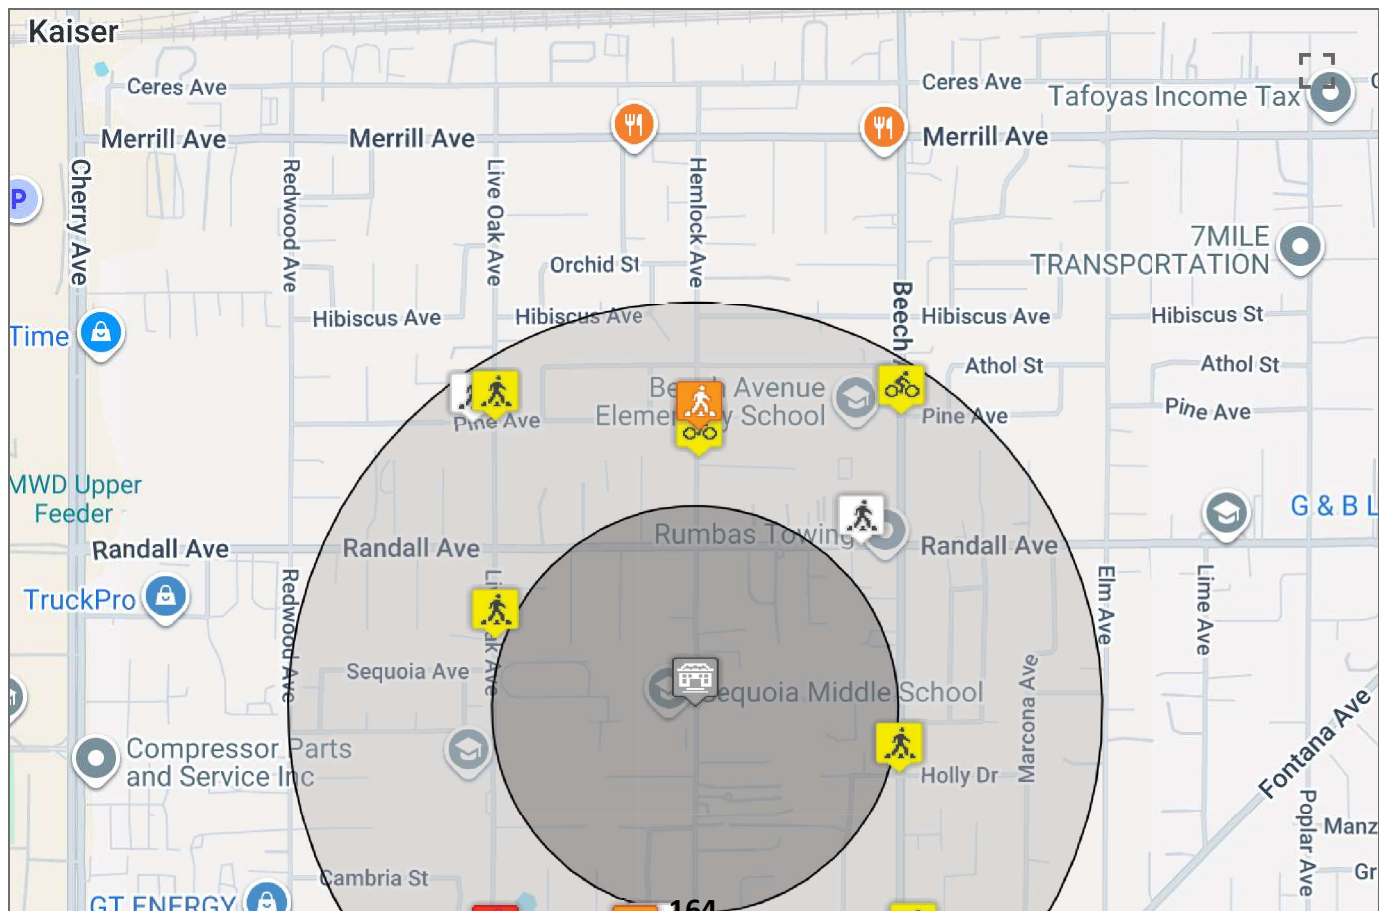 Kaiser
Ceres Ave
Ceres Ave
Tafoyas Income Tax
Merrill Ave
Merrill Ave
Merrill Ave
Cherry Ave
Redwood Ave
Live Oak Ave
Hemlock Ave
P
7MILE
TRANSPORTATION
Orchid St
Beech
Hibiscus Ave
Hibiscus Ave
Hibiscus Ave
Hibiscus St
Time
Athol St
Athol St
Avenue
School
Pine Ave
Pine Ave
Pine Ave
MWD Upper
Feeder
G & B L
Rumbas Towing
Randall Ave
Randall Ave
Randall Ave
TruckPro
Redwood Ave
Elm Ave
Lime Ave
Sequoia Ave
equoia Middle School
Marcona Ave
Compressor Parts
and Service Inc
Holly Dr
Fontana Ave
Poplar Ave
Manz
Gr
Cambria St
GT ENERGY
164